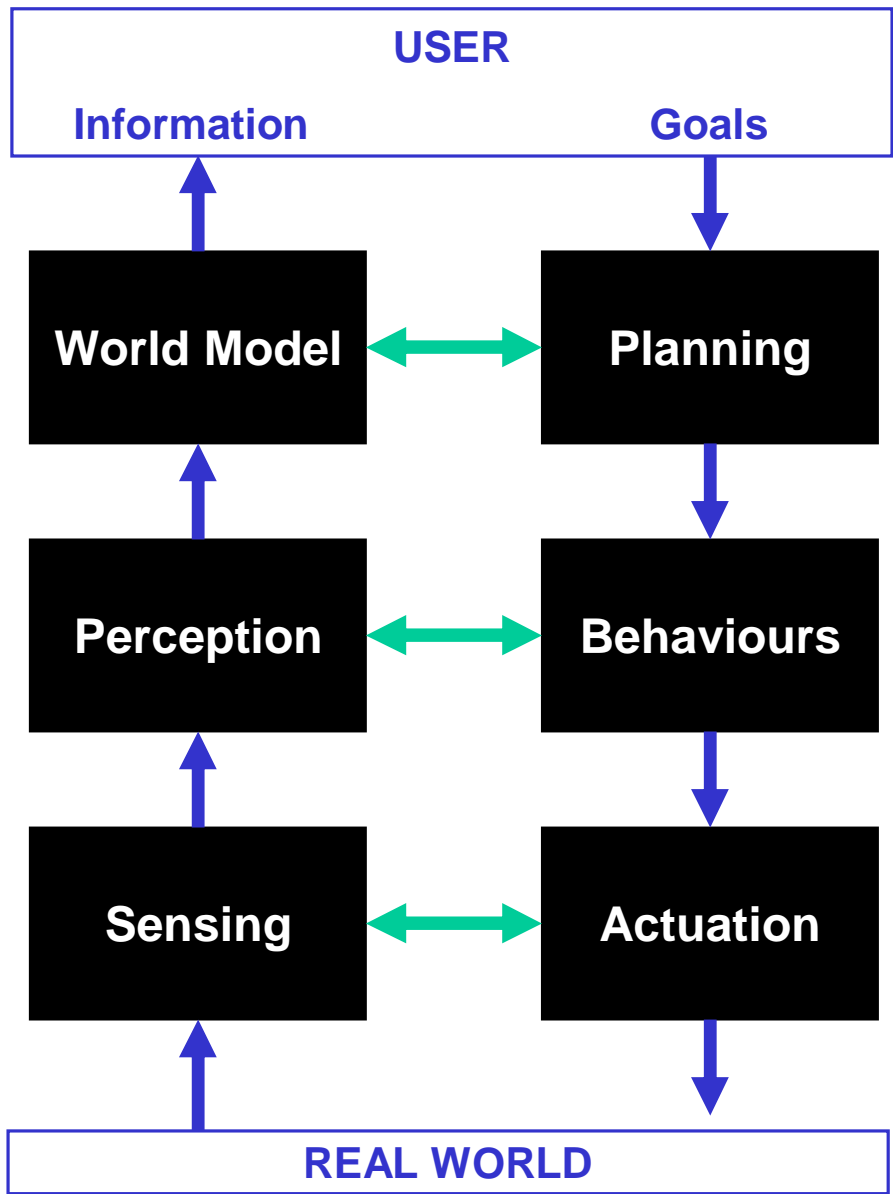 USER
Information Goals
World Model Planning
Perception Behaviours
Sensing Actuation
REAL WORLD